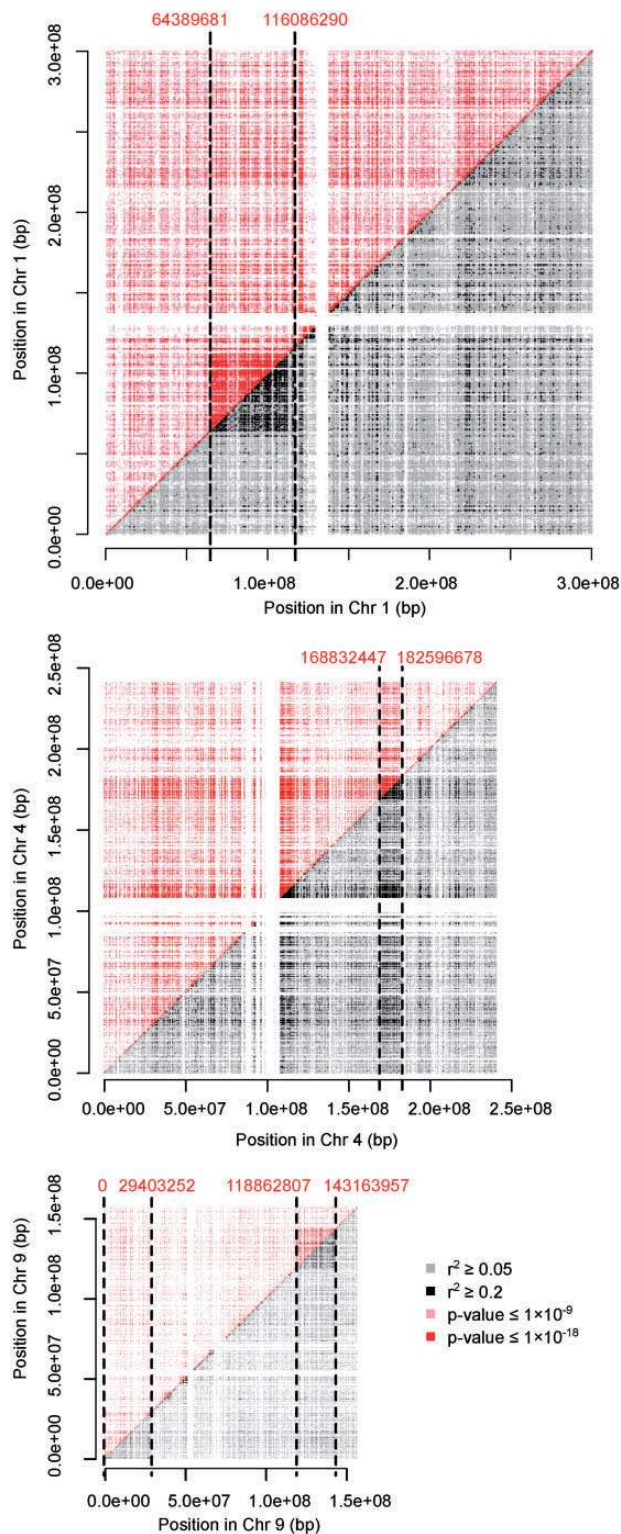 64389681 116086290
3.0e+08
2.0e+08
1.0e+08
0.0e+00
Position in Chr 1 (bp)
0.0e+00 1.0e+08 2.0e+08 3.0e+08
Position in Chr 1 (bp)
168832447 182596678
2.5e+08
2.0e+08
1.5e+08
1.0e+08
5.0e+07
0.0e+00
Position in Chr 4 (bp)
0.0e+00 5.0e+07 1.0e+08 1.5e+08 2.0e+08 2.5e+08
Position in Chr 4 (bp)
0 29403252 118862807 143163957
1.5e+08
1.0e+08
5.0e+07
0.0e+00
Position in Chr 9 (bp)
0.0e+00 5.0e+07 1.0e+08 1.5e+08
Position in Chr 9 (bp)
r² ≥ 0.05
r² ≥ 0.2
p-value ≤ 1×10⁻⁹
p-value ≤ 1×10⁻¹⁸